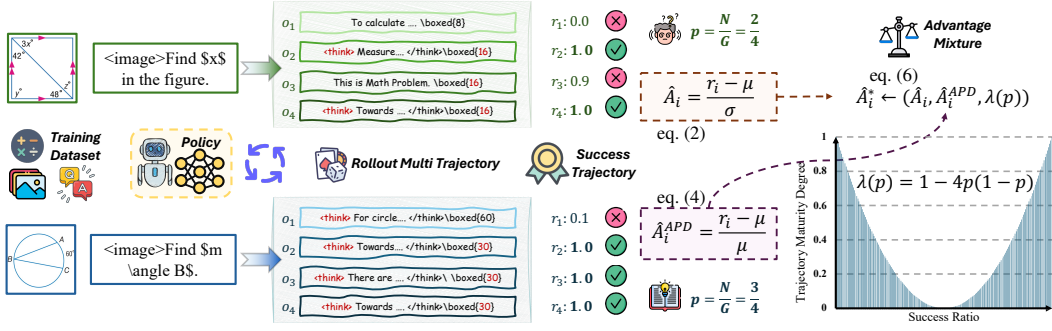 3x°
42°
48°
z°
y°
<image>Find $x$
in the figure.
O₁ To calculate .... \boxed{8}
O₂ <think> Measure.... </think>\boxed{16}
O₃ This is Math Problem. \boxed{16}
O₄ <think> Towards .... </think>\boxed{16}
r₁: 0.0
r₂: 1.0
r₃: 0.9
r₄: 1.0
p = N/G = 2/4
Âᵢ = (rᵢ − μ)/σ
eq. (2)
Advantage
Mixture
eq. (6)
Âᵢ* ← (Âᵢ, Âᵢ^APD, λ(p))
Training
Dataset
Q
A
Policy
Rollout Multi Trajectory
Success
Trajectory
A
60°
B
C
<image>Find $m
\angle B$.
O₁ <think> For circle.... </think>\boxed{60}
O₂ <think> Towards.... </think>\boxed{30}
O₃ <think> There are .... </think>\ \boxed{30}
O₄ <think> Towards .... </think>\boxed{30}
r₁: 0.1
r₂: 1.0
r₃: 1.0
r₄: 1.0
eq. (4)
Âᵢ^APD = (rᵢ − μ)/μ
p = N/G = 3/4
Trajectory Maturity Degree
1
0.8
0.6
0.4
0.2
0
λ(p) = 1 − 4p(1 − p)
Success Ratio